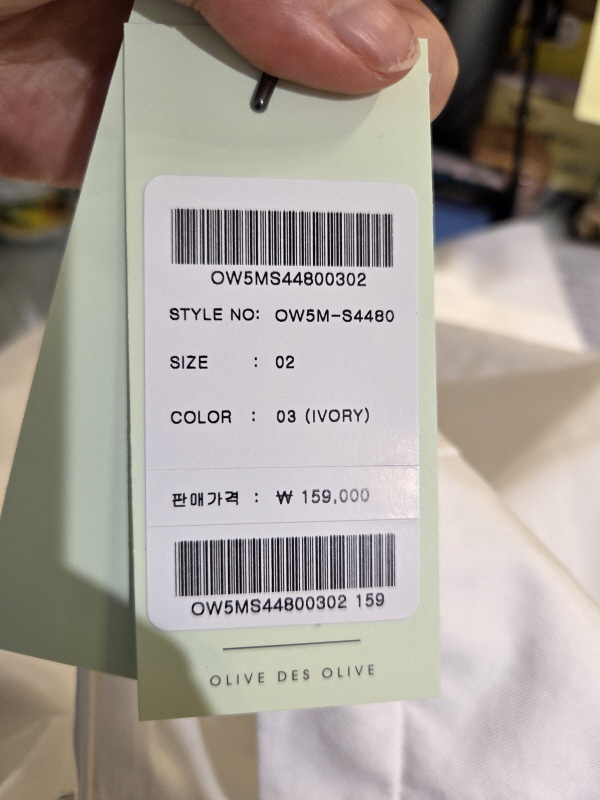 OW5MS44800302
STYLE NO: OW5M-S4480
SIZE : 02
COLOR : 03 (IVORY)
판매가격 : ₩ 159,000
OW5MS44800302 159
OLIVE DES OLIVE